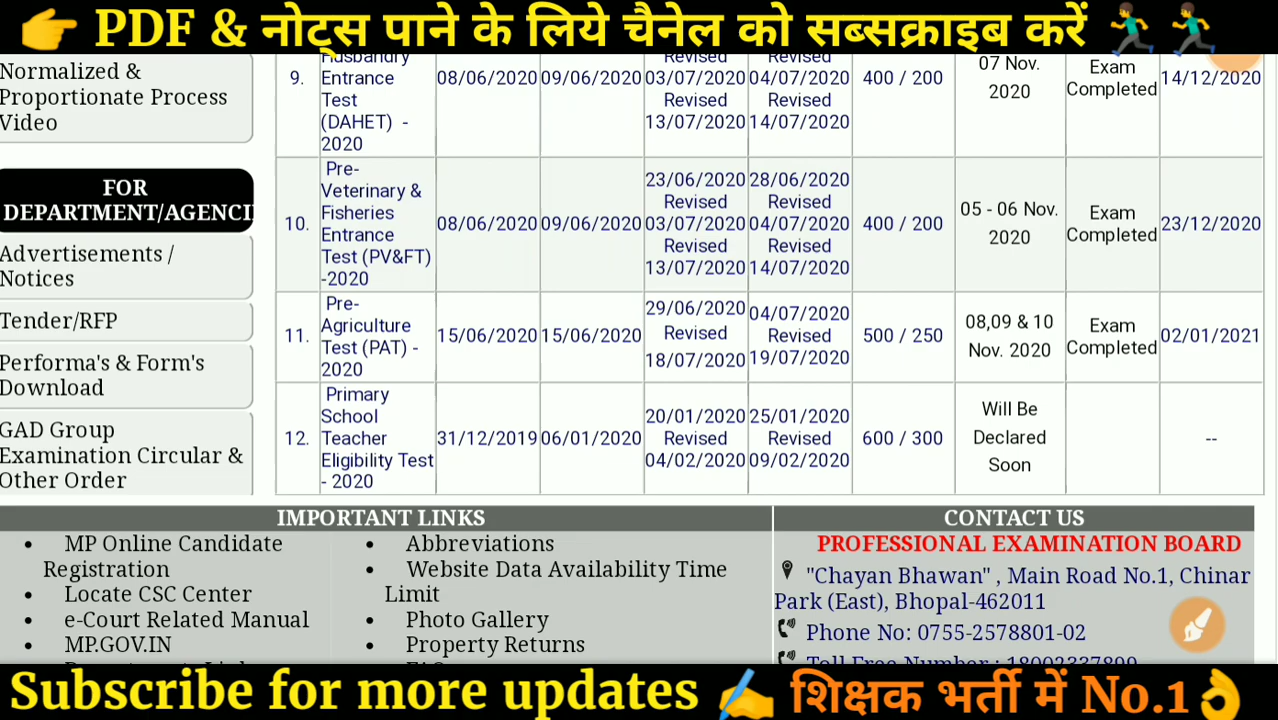 👉 PDF & नोट्स पाने के लिये चैनेल को सब्सक्राइब करें 🏃‍♂️🏃‍♂️
Normalized &
Proportionate Process
Video
FOR
DEPARTMENT/AGENCI
Advertisements /
Notices
Tender/RFP
Performa's & Form's
Download
GAD Group
Examination Circular &
Other Order
9.
Husbandry
Entrance
Test
(DAHET) -
2020
08/06/2020
09/06/2020
Revised
03/07/2020
Revised
13/07/2020
Revised
04/07/2020
Revised
14/07/2020
400 / 200
07 Nov.
2020
Exam
Completed
14/12/2020
10.
Pre-
Veterinary &
Fisheries
Entrance
Test (PV&FT)
-2020
08/06/2020
09/06/2020
23/06/2020
Revised
03/07/2020
Revised
13/07/2020
28/06/2020
Revised
04/07/2020
Revised
14/07/2020
400 / 200
05 - 06 Nov.
2020
Exam
Completed
23/12/2020
11.
Pre-
Agriculture
Test (PAT) -
2020
15/06/2020
15/06/2020
29/06/2020
Revised
18/07/2020
04/07/2020
Revised
19/07/2020
500 / 250
08,09 & 10
Nov. 2020
Exam
Completed
02/01/2021
12.
Primary
School
Teacher
Eligibility Test
- 2020
31/12/2019
06/01/2020
20/01/2020
Revised
04/02/2020
25/01/2020
Revised
09/02/2020
600 / 300
Will Be
Declared
Soon
--
IMPORTANT LINKS
• MP Online Candidate
Registration
• Locate CSC Center
• e-Court Related Manual
• MP.GOV.IN
• Abbreviations
• Website Data Availability Time
Limit
• Photo Gallery
• Property Returns
CONTACT US
PROFESSIONAL EXAMINATION BOARD
"Chayan Bhawan" , Main Road No.1, Chinar
Park (East), Bhopal-462011
Phone No: 0755-2578801-02
Toll Free Number : 18002337899
Subscribe for more updates ✍️ शिक्षक भर्ती में No.1👌